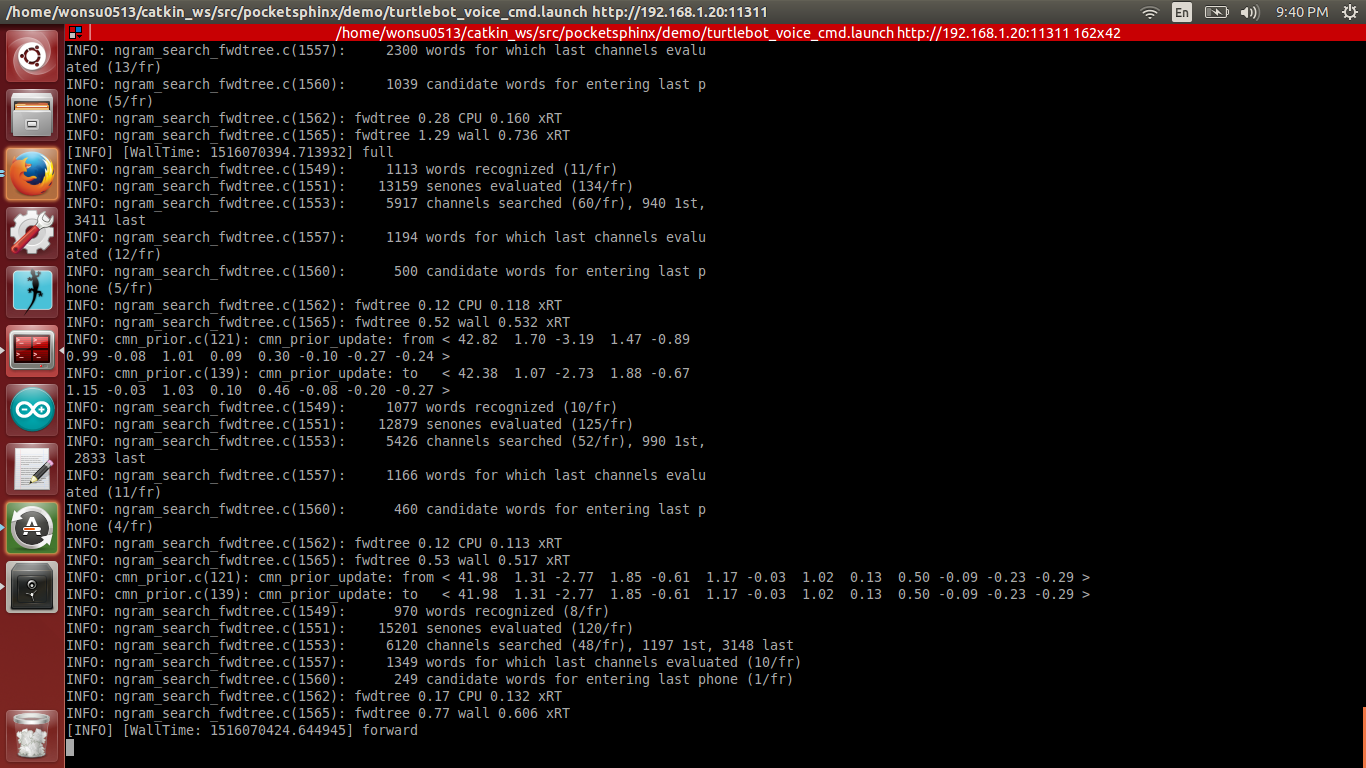 /home/wonsu0513/catkin_ws/src/pocketsphinx/demo/turtlebot_voice_cmd.launch http://192.168.1.20:11311
En
9:40 PM
/home/wonsu0513/catkin_ws/src/pocketsphinx/demo/turtlebot_voice_cmd.launch http://192.168.1.20:11311 162x42
INFO: ngram_search_fwdtree.c(1557):     2300 words for which last channels evalu
ated (13/fr)
INFO: ngram_search_fwdtree.c(1560):     1039 candidate words for entering last p
hone (5/fr)
INFO: ngram_search_fwdtree.c(1562): fwdtree 0.28 CPU 0.160 xRT
INFO: ngram_search_fwdtree.c(1565): fwdtree 1.29 wall 0.736 xRT
[INFO] [WallTime: 1516070394.713932] full
INFO: ngram_search_fwdtree.c(1549):     1113 words recognized (11/fr)
INFO: ngram_search_fwdtree.c(1551):    13159 senones evaluated (134/fr)
INFO: ngram_search_fwdtree.c(1553):     5917 channels searched (60/fr), 940 1st,
 3411 last
INFO: ngram_search_fwdtree.c(1557):     1194 words for which last channels evalu
ated (12/fr)
INFO: ngram_search_fwdtree.c(1560):      500 candidate words for entering last p
hone (5/fr)
INFO: ngram_search_fwdtree.c(1562): fwdtree 0.12 CPU 0.118 xRT
INFO: ngram_search_fwdtree.c(1565): fwdtree 0.52 wall 0.532 xRT
INFO: cmn_prior.c(121): cmn_prior_update: from < 42.82  1.70 -3.19  1.47 -0.89
0.99 -0.08  1.01  0.09  0.30 -0.10 -0.27 -0.24 >
INFO: cmn_prior.c(139): cmn_prior_update: to   < 42.38  1.07 -2.73  1.88 -0.67
1.15 -0.03  1.03  0.10  0.46 -0.08 -0.20 -0.27 >
INFO: ngram_search_fwdtree.c(1549):     1077 words recognized (10/fr)
INFO: ngram_search_fwdtree.c(1551):    12879 senones evaluated (125/fr)
INFO: ngram_search_fwdtree.c(1553):     5426 channels searched (52/fr), 990 1st,
 2833 last
INFO: ngram_search_fwdtree.c(1557):     1166 words for which last channels evalu
ated (11/fr)
INFO: ngram_search_fwdtree.c(1560):      460 candidate words for entering last p
hone (4/fr)
INFO: ngram_search_fwdtree.c(1562): fwdtree 0.12 CPU 0.113 xRT
INFO: ngram_search_fwdtree.c(1565): fwdtree 0.53 wall 0.517 xRT
INFO: cmn_prior.c(121): cmn_prior_update: from < 41.98  1.31 -2.77  1.85 -0.61  1.17 -0.03  1.02  0.13  0.50 -0.09 -0.23 -0.29 >
INFO: cmn_prior.c(139): cmn_prior_update: to   < 41.98  1.31 -2.77  1.85 -0.61  1.17 -0.03  1.02  0.13  0.50 -0.09 -0.23 -0.29 >
INFO: ngram_search_fwdtree.c(1549):      970 words recognized (8/fr)
INFO: ngram_search_fwdtree.c(1551):    15201 senones evaluated (120/fr)
INFO: ngram_search_fwdtree.c(1553):     6120 channels searched (48/fr), 1197 1st, 3148 last
INFO: ngram_search_fwdtree.c(1557):     1349 words for which last channels evaluated (10/fr)
INFO: ngram_search_fwdtree.c(1560):      249 candidate words for entering last phone (1/fr)
INFO: ngram_search_fwdtree.c(1562): fwdtree 0.17 CPU 0.132 xRT
INFO: ngram_search_fwdtree.c(1565): fwdtree 0.77 wall 0.606 xRT
[INFO] [WallTime: 1516070424.644945] forward